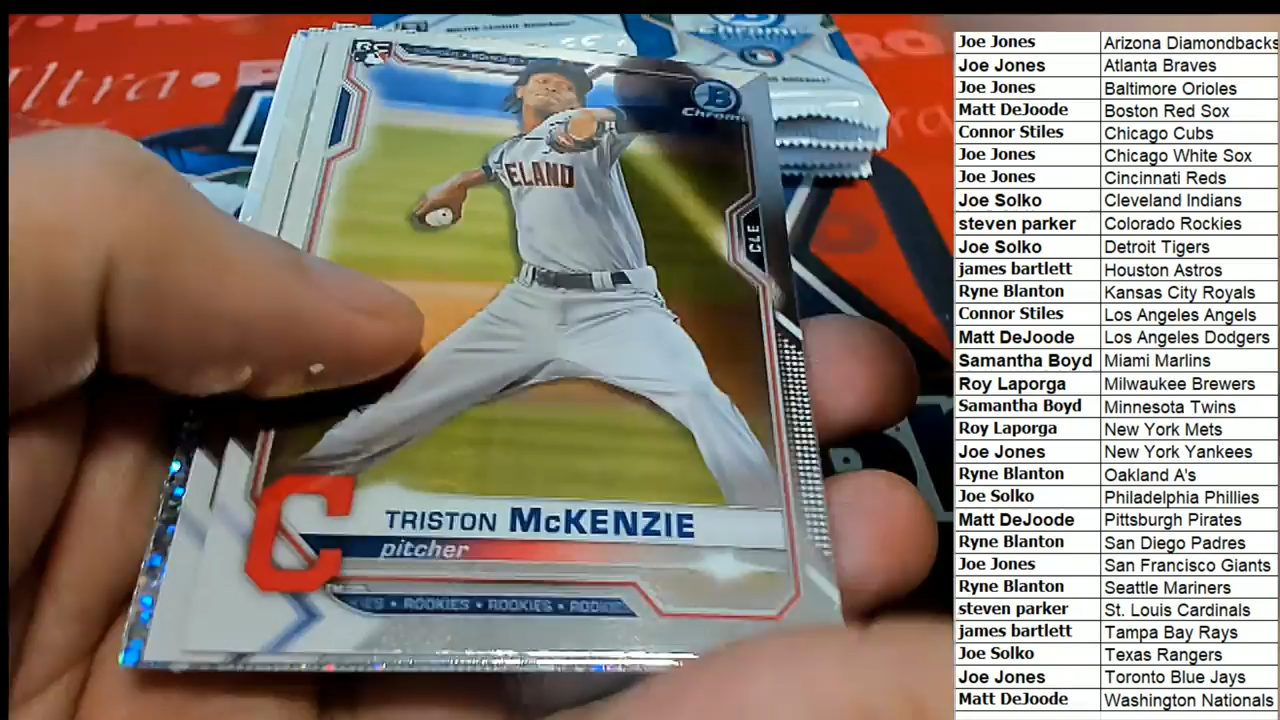 RC
B
Chrome
ELAND
CLE
C
TRISTON McKENZIE
pitcher
ROOKIES • ROOKIES
Joe Jones Arizona Diamondbacks
Joe Jones Atlanta Braves
Joe Jones Baltimore Orioles
Matt DeJoode Boston Red Sox
Connor Stiles Chicago Cubs
Joe Jones Chicago White Sox
Joe Jones Cincinnati Reds
Joe Solko Cleveland Indians
steven parker Colorado Rockies
Joe Solko Detroit Tigers
james bartlett Houston Astros
Ryne Blanton Kansas City Royals
Connor Stiles Los Angeles Angels
Matt DeJoode Los Angeles Dodgers
Samantha Boyd Miami Marlins
Roy Laporga Milwaukee Brewers
Samantha Boyd Minnesota Twins
Roy Laporga New York Mets
Joe Jones New York Yankees
Ryne Blanton Oakland A's
Joe Solko Philadelphia Phillies
Matt DeJoode Pittsburgh Pirates
Ryne Blanton San Diego Padres
Joe Jones San Francisco Giants
Ryne Blanton Seattle Mariners
steven parker St. Louis Cardinals
james bartlett Tampa Bay Rays
Joe Solko Texas Rangers
Joe Jones Toronto Blue Jays
Matt DeJoode Washington Nationals